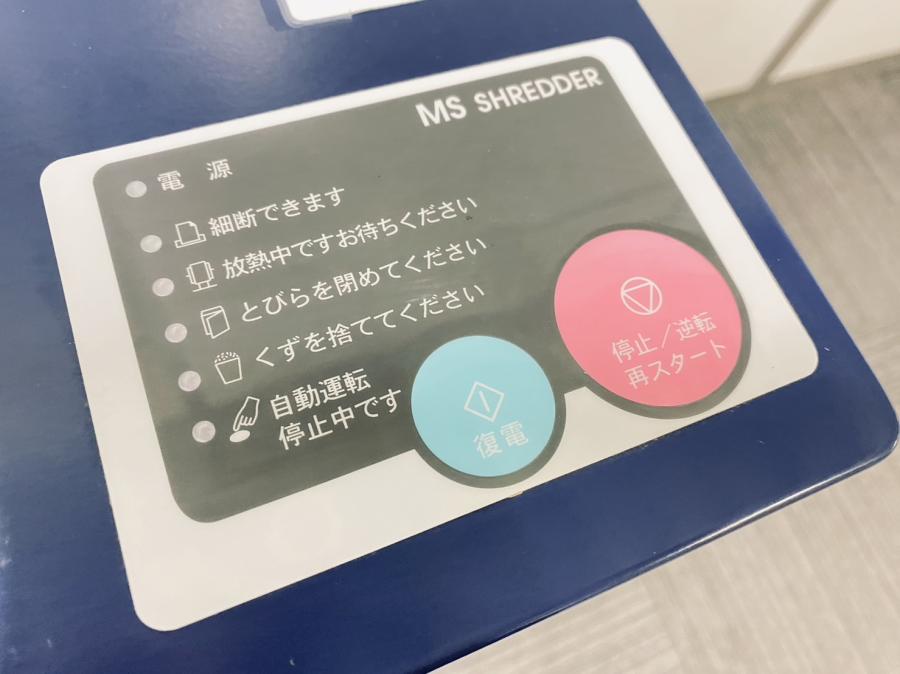 MS SHREDDER
電 源
細断できます
放熱中ですお待ちください
とびらを閉めてください
くずを捨ててください
自動運転
停止中です
復電
停止／逆転
再スタート